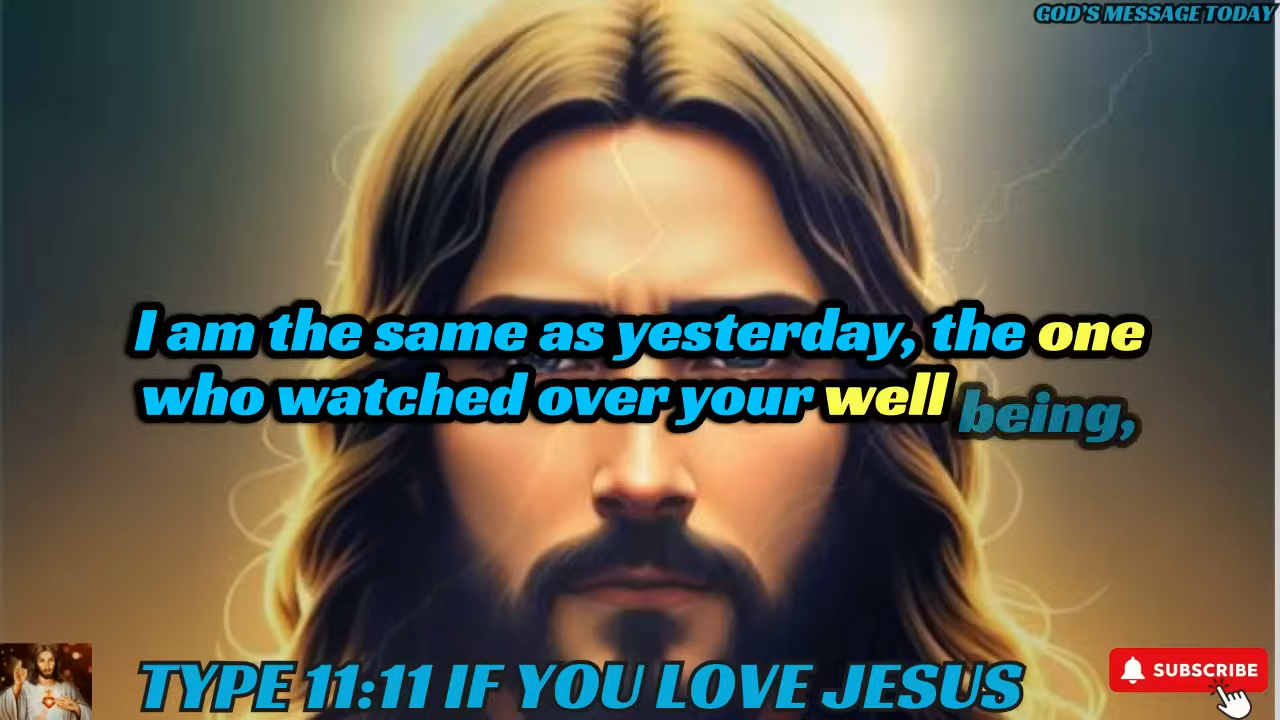 GOD'S MESSAGE TODAY
I am the same as yesterday, the one
who watched over your well being,
TYPE 11:11 IF YOU LOVE JESUS
SUBSCRIBE